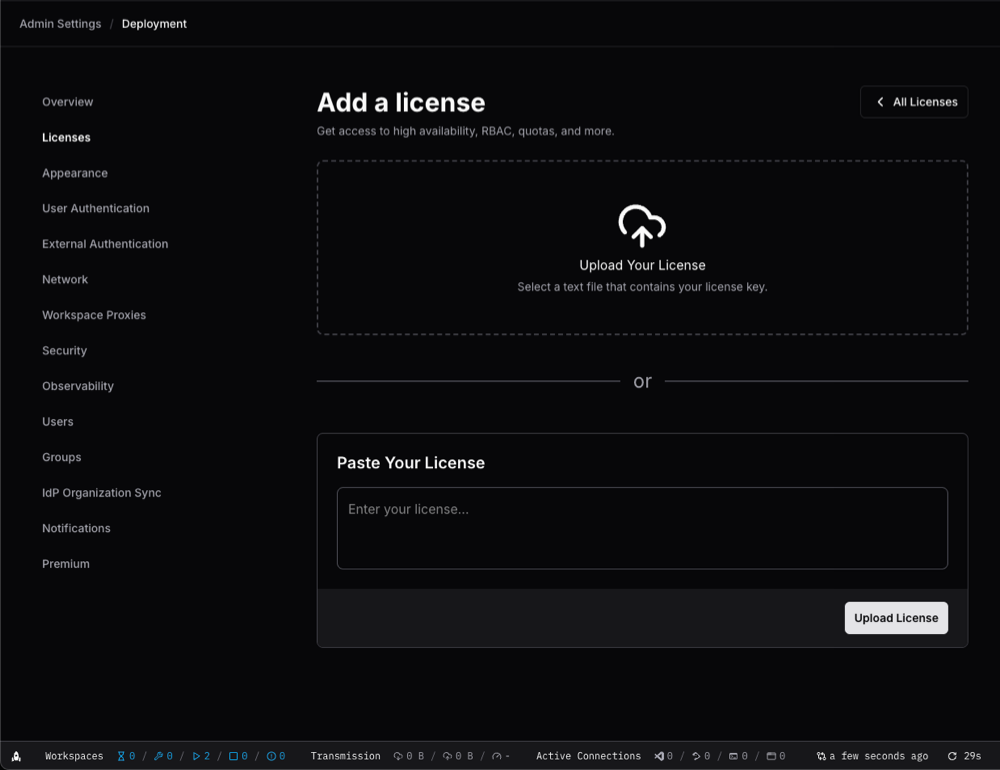 Admin Settings / Deployment
Overview
Licenses
Appearance
User Authentication
External Authentication
Network
Workspace Proxies
Security
Observability
Users
Groups
IdP Organization Sync
Notifications
Premium
Add a license
All Licenses
Get access to high availability, RBAC, quotas, and more.
Upload Your License
Select a text file that contains your license key.
or
Paste Your License
Enter your license...
Upload License
Workspaces 0 / 0 / 2 / 0 / 0 Transmission 0 B / 0 B / - Active Connections 0 / 0 / 0 / 0 a few seconds ago 29s